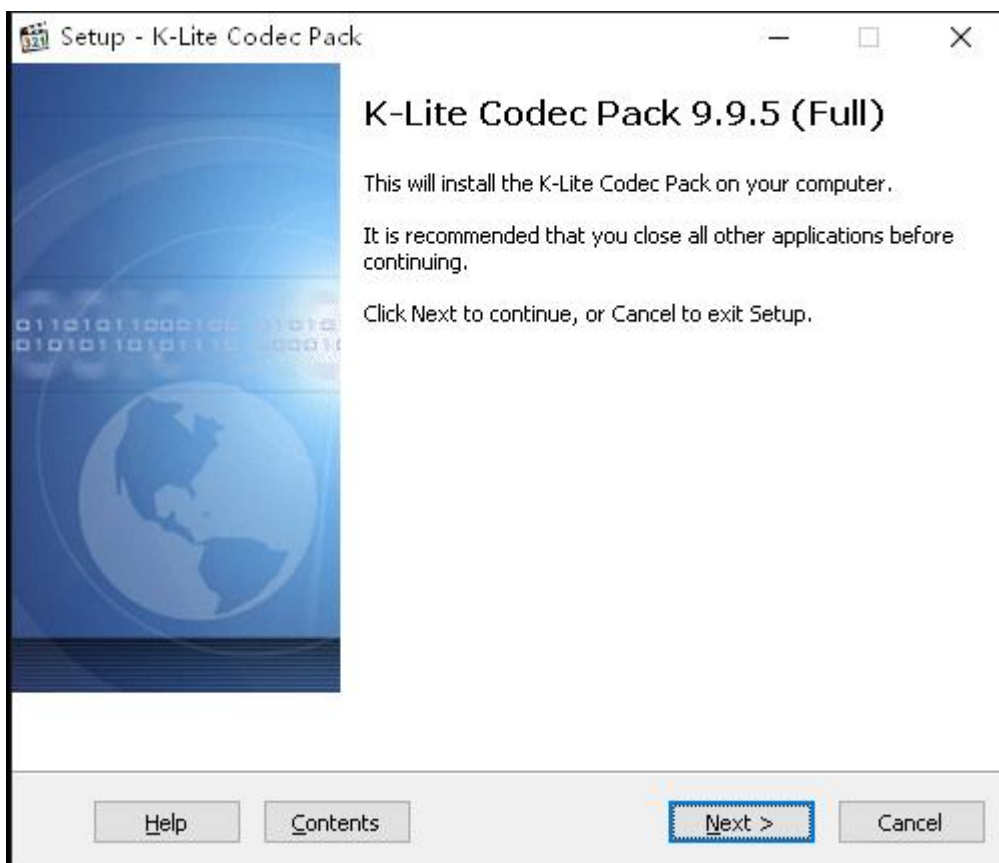 Setup - K-Lite Codec Pack
K-Lite Codec Pack 9.9.5 (Full)
This will install the K-Lite Codec Pack on your computer.
It is recommended that you close all other applications before
continuing.
Click Next to continue, or Cancel to exit Setup.
Help
Contents
Next >
Cancel